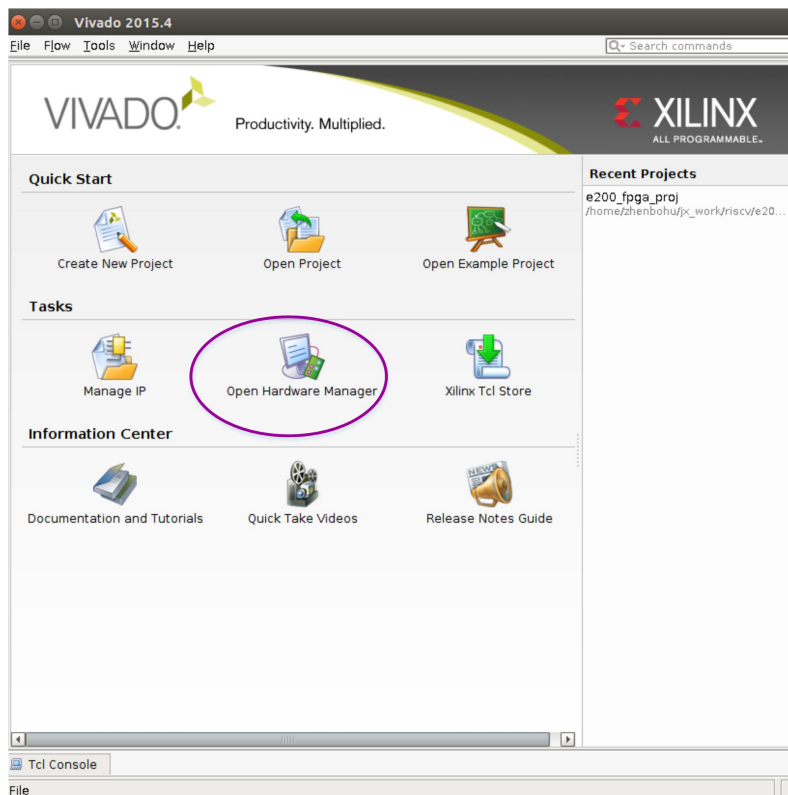 Vivado 2015.4
File Flow Tools Window Help
Search commands
VIVADO.
Productivity. Multiplied.
XILINX
ALL PROGRAMMABLE™
Quick Start
Create New Project
Open Project
Open Example Project
Tasks
Manage IP
Open Hardware Manager
Xilinx Tcl Store
Information Center
Documentation and Tutorials
Quick Take Videos
NEWS
Release Notes Guide
Recent Projects
e200_fpga_proj
/home/zhenbohu/jx_work/riscv/e20...
Tcl Console
File